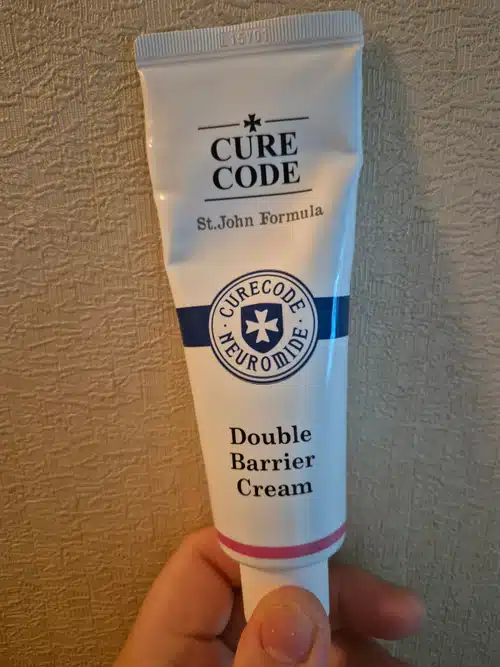 CURE
CODE
St.John Formula
CURECODE
NEUROMIDE
Double
Barrier
Cream